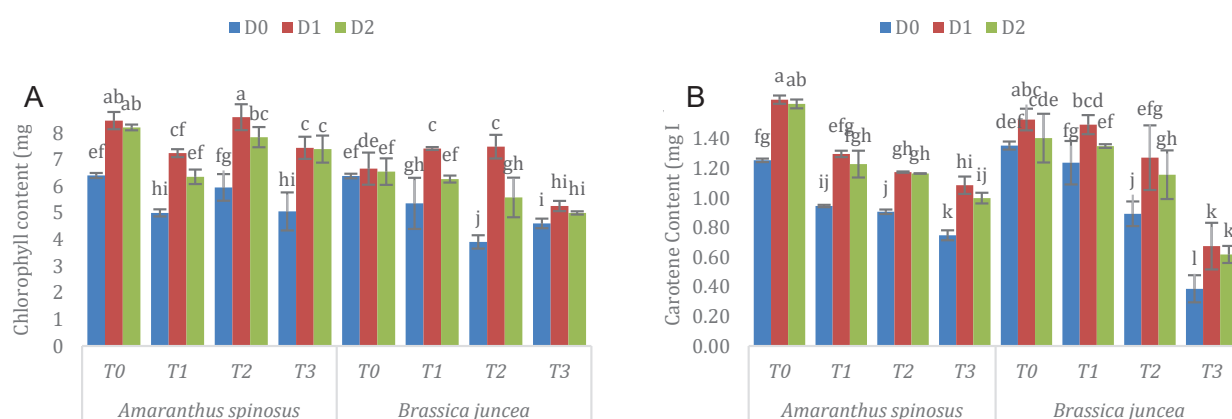 D0 D1 D2
A
Chlorophyll content (mg
8
7
6
5
4
3
2
1
0
ef ab ab hi cf ef fg a bc hi c c ef de ef gh c ef j c gh i hi hi
T0 T1 T2 T3 T0 T1 T2 T3
Amaranthus spinosus Brassica juncea
D0 D1 D2
B
Carotene Content (mg l
1.40
1.20
1.00
0.80
0.60
0.40
0.20
0.00
fg a ab ij efg fgh j gh gh k hi ij def abc cde fg bcd ef j efg gh l k k
T0 T1 T2 T3 T0 T1 T2 T3
Amaranthus spinosus Brassica juncea